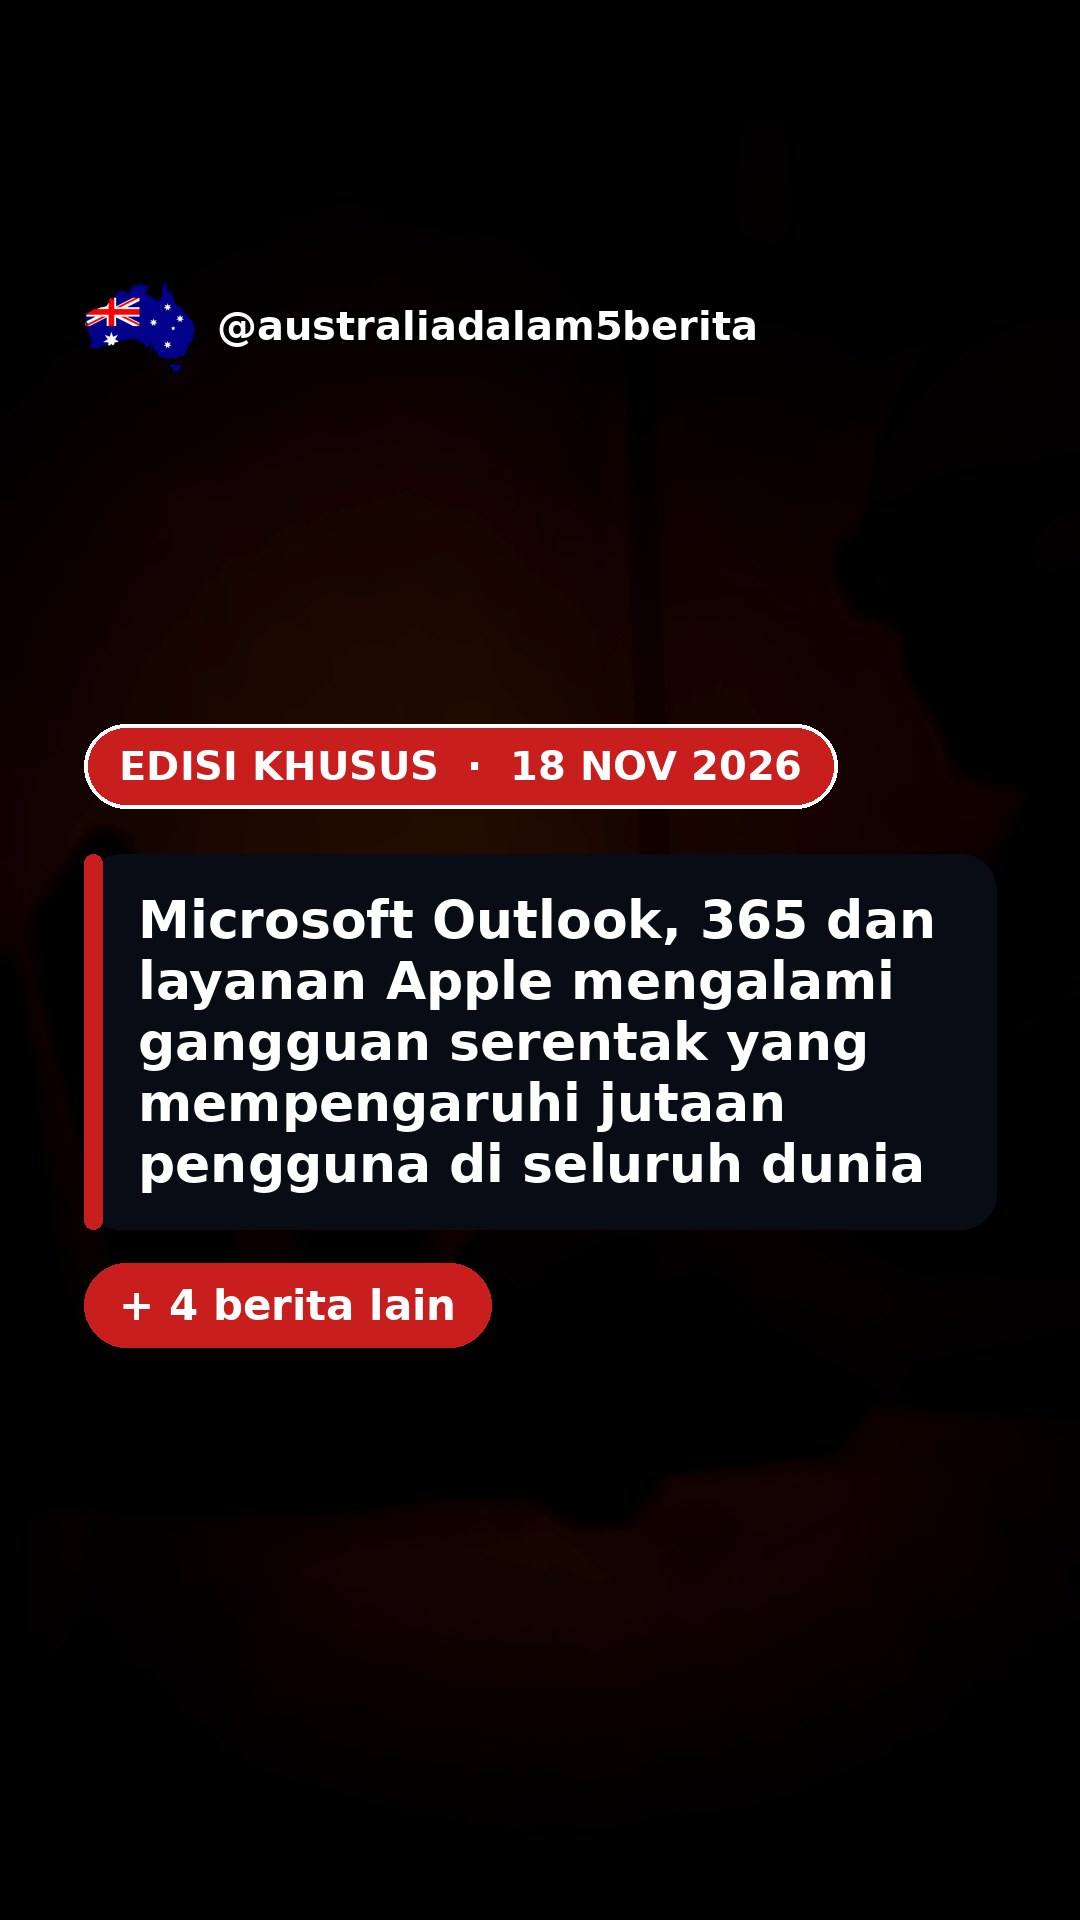 @australiadalam5berita
EDISI KHUSUS · 18 NOV 2026
Microsoft Outlook, 365 dan
layanan Apple mengalami
gangguan serentak yang
mempengaruhi jutaan
pengguna di seluruh dunia
+ 4 berita lain